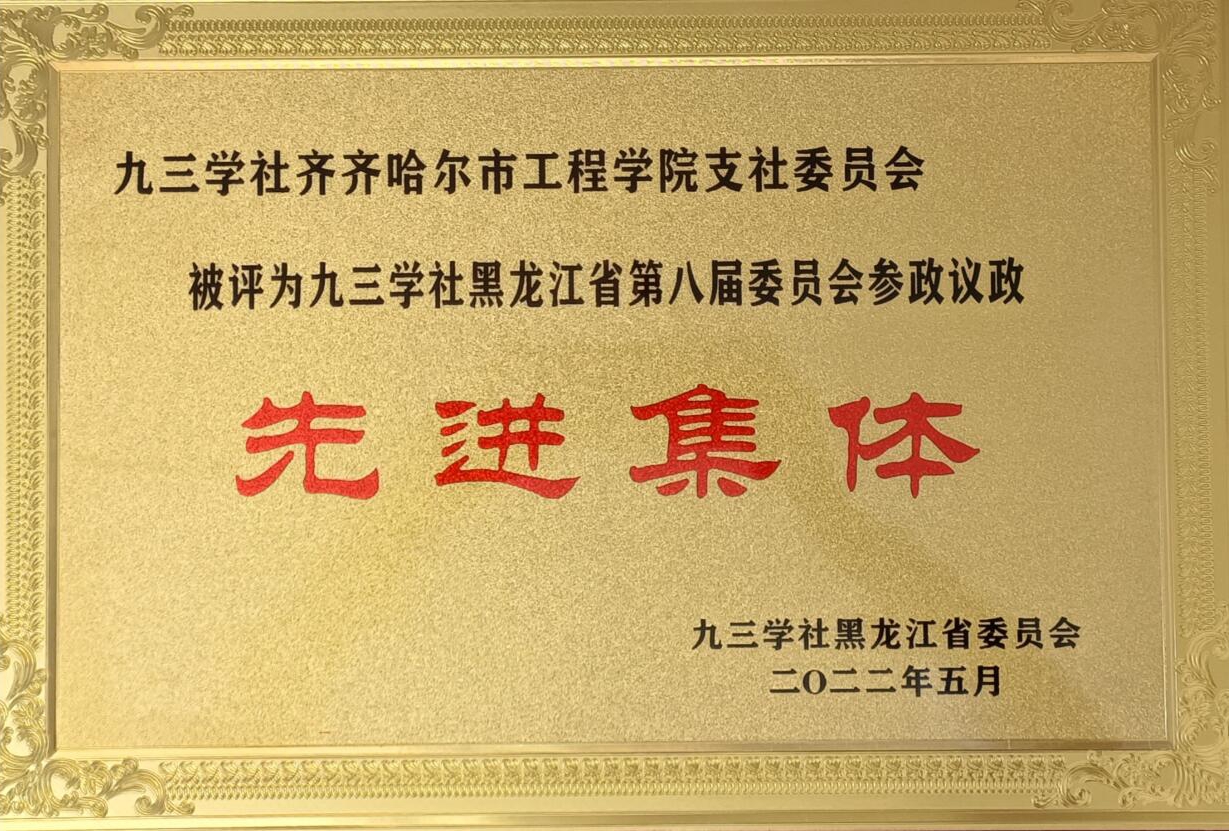 九三学社齐齐哈尔市工程学院支社委员会
被评为九三学社黑龙江省第八届委员会参政议政
先进集体
九三学社黑龙江省委员会
二〇二二年五月